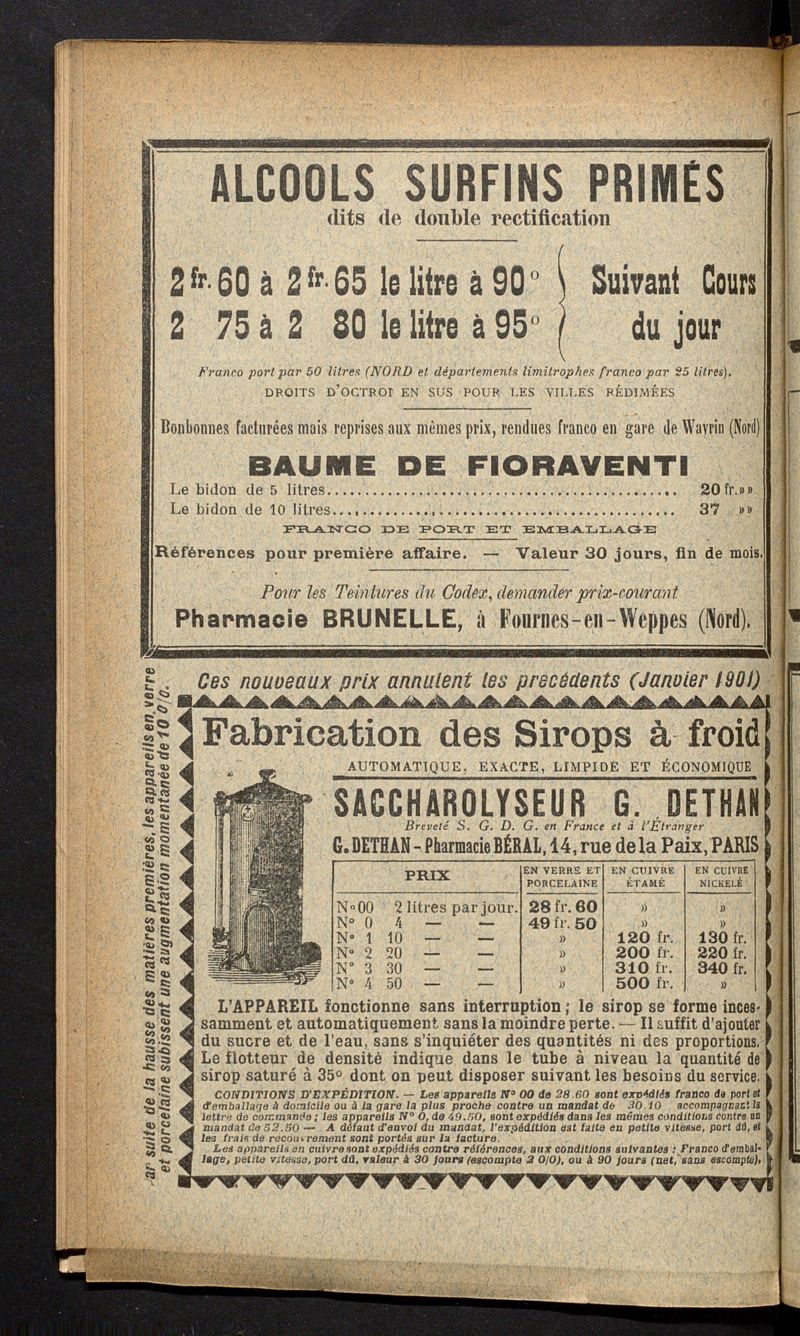 ALCOOLS SURFINS PRIMÉS
dits de double rectification
2 fr. 60 à 2 fr. 65 le litre à 90° Suivant Cours
2 75 à 2 80 le litre à 95° du jour
Franco port par 50 litres (NORD et départements limitrophes franco par 25 litres).
DROITS D'OCTROI EN SUS POUR LES VILLES RÉDIMÉES
Bonbonnes facturées mais reprises aux mêmes prix, rendues franco en gare de Wavrin (Nord)
BAUME DE FIORAVENTI
Le bidon de 5 litres........ 20 fr. »»
Le bidon de 10 litres........ 37 »»
FRANCO DE PORT ET EMBALLAGE
Références pour première affaire. — Valeur 30 jours, fin de mois.
Pour les Teintures du Codex, demander prix-courant
Pharmacie BRUNELLE, à Fournes-en-Weppes (Nord).
Ces nouveaux prix annulent les précédents (Janvier 1901)
Fabrication des Sirops à froid
AUTOMATIQUE, EXACTE, LIMPIDE ET ÉCONOMIQUE
SACCHAROLYSEUR G. DETHAN
Breveté S. G. D. G. en France et à l'Étranger
G. DETHAN - Pharmacie BÉRAL, 14, rue de la Paix, PARIS
PRIX EN VERRE ET PORCELAINE EN CUIVRE ÉTAMÉ EN CUIVRE NICKELÉ
N° 00 2 litres par jour. 28 fr. 60 » »
N° 0 4 — — 49 fr. 50 » »
N° 1 10 — — » 120 fr. 130 fr.
N° 2 20 — — » 200 fr. 220 fr.
N° 3 30 — — » 310 fr. 340 fr.
N° 4 50 — — » 500 fr. »
L'APPAREIL fonctionne sans interruption; le sirop se forme inces-
samment et automatiquement sans la moindre perte. — Il suffit d'ajouter
du sucre et de l'eau, sans s'inquiéter des quantités ni des proportions.
Le flotteur de densité indique dans le tube à niveau la quantité de
sirop saturé à 35° dont on peut disposer suivant les besoins du service.
CONDITIONS D'EXPÉDITION. — Les appareils N° 00 de 28.60 sont expédiés franco de port et
d'emballage à domicile ou à la gare la plus proche contre un mandat de 30.10 accompagnant la
lettre de commande; les appareils N° 0, de 49.50, sont expédiés dans les mêmes conditions contre un
mandat de 52.50 — A défaut d'envoi du mandat, l'expédition est faite en petite vitesse, port dû, et
les frais de recouvrement sont portés sur la facture.
Les appareils en cuivre sont expédiés contre références, aux conditions suivantes : Franco d'embal-
lage, petite vitesse, port dû, valeur à 30 jours (escompte 2 0/0), ou à 90 jours (net, sans escompte).
ar suite de la hausse des matières premières, les appareils en verre
et porcelaine subissent une augmentation momentanée de 10 0/0.